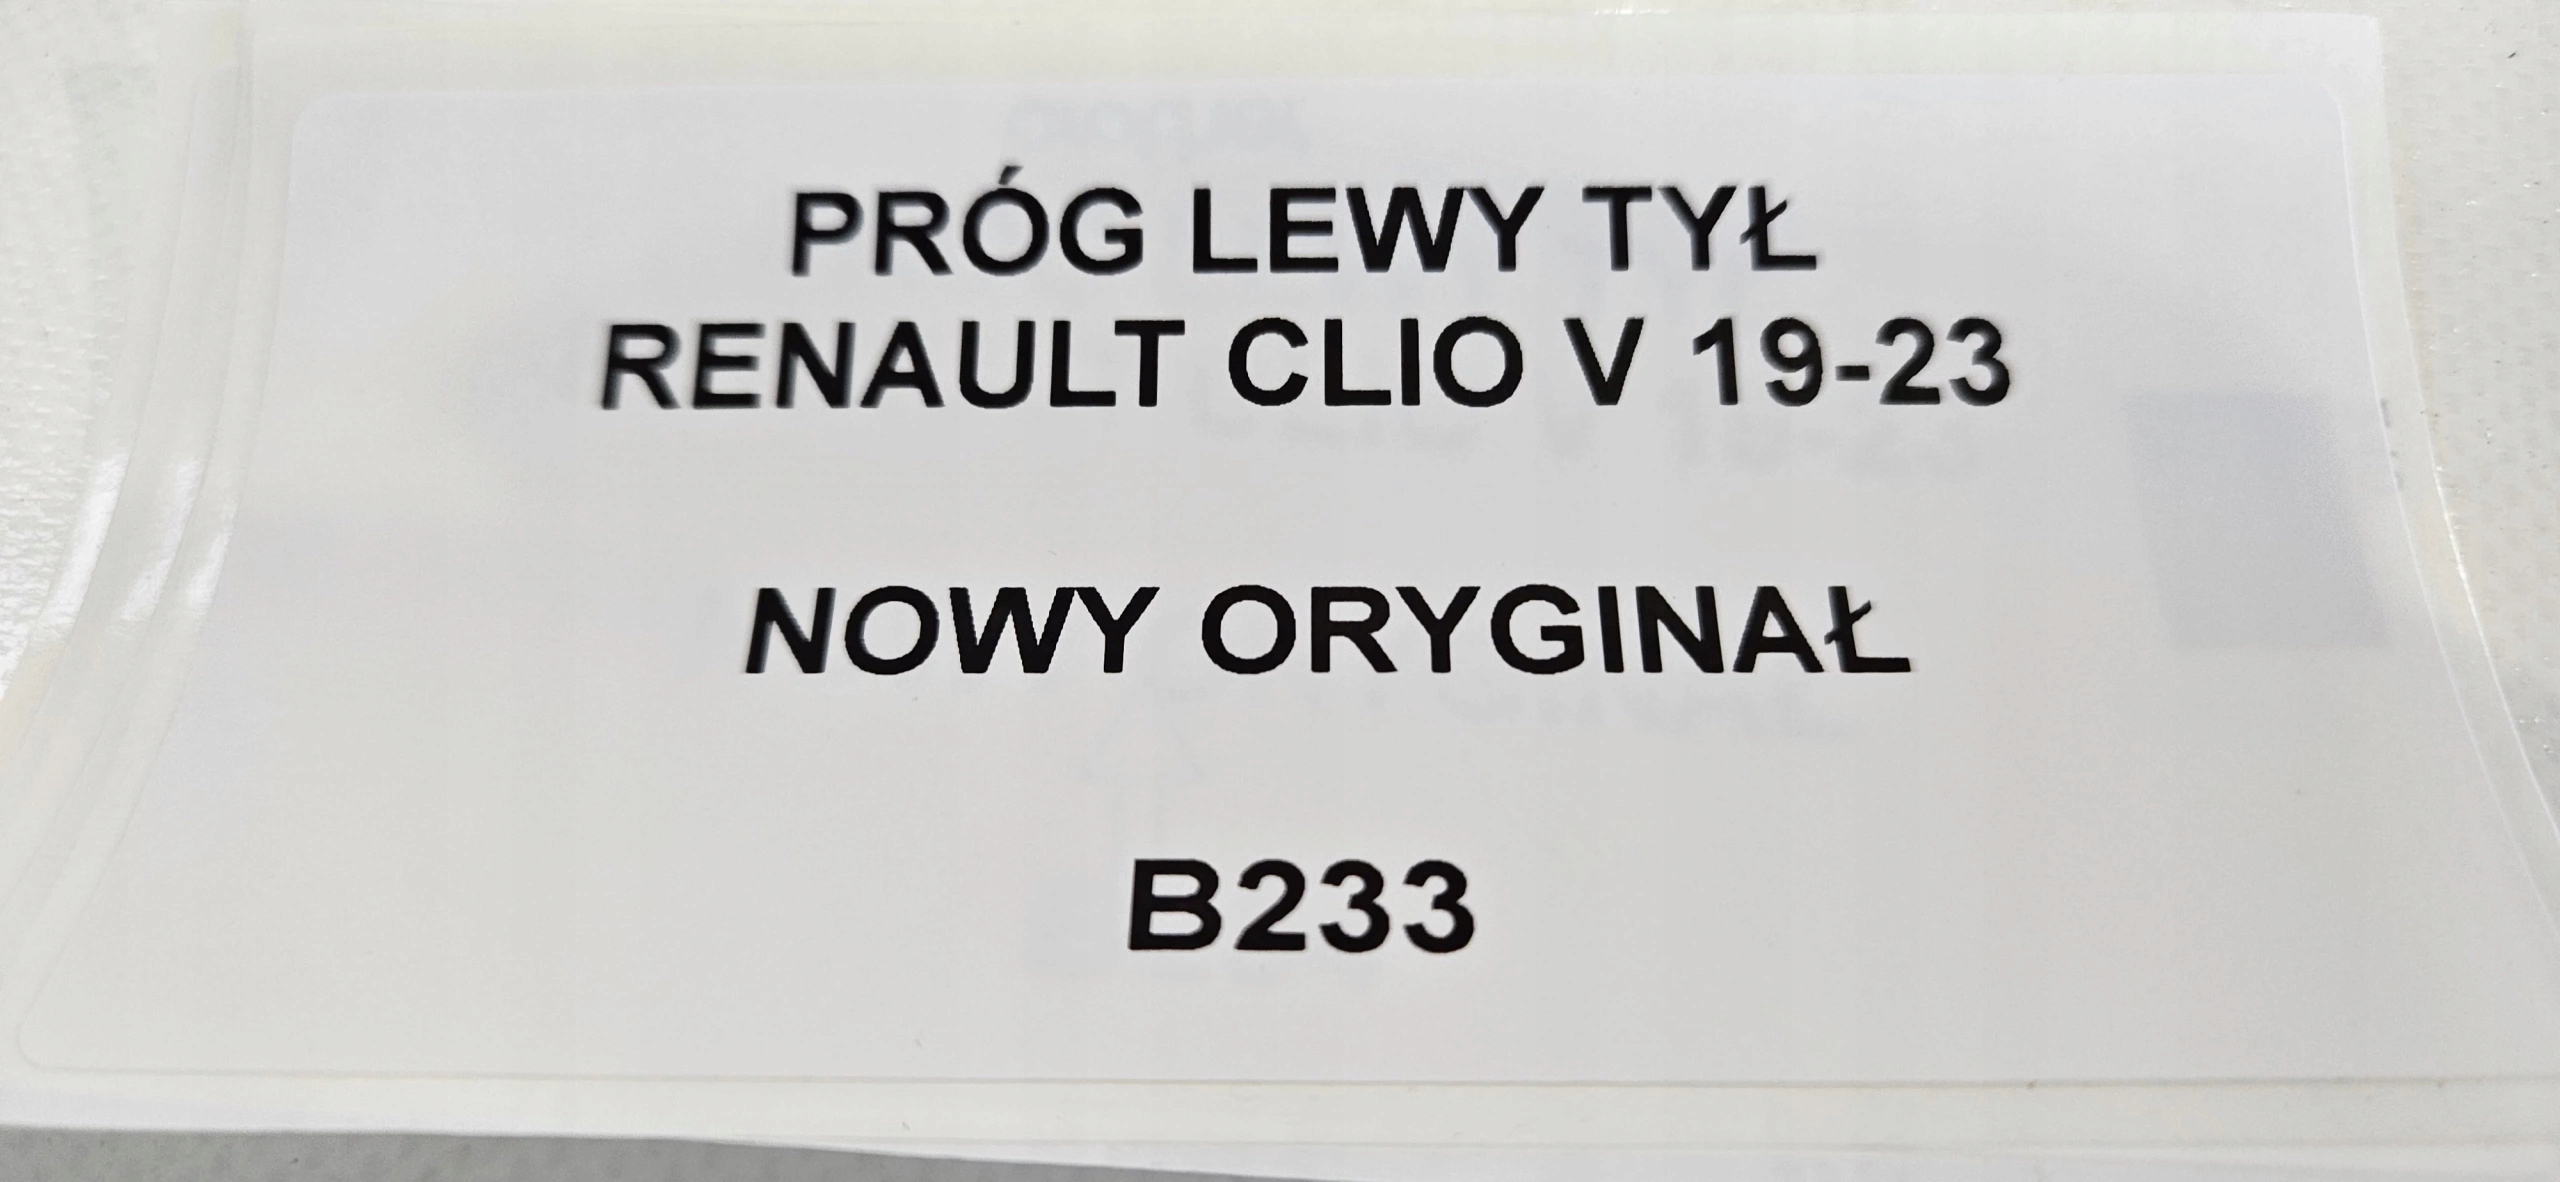 PRÓG LEWY TYŁ
RENAULT CLIO V 19-23
NOWY ORYGINAŁ
B233